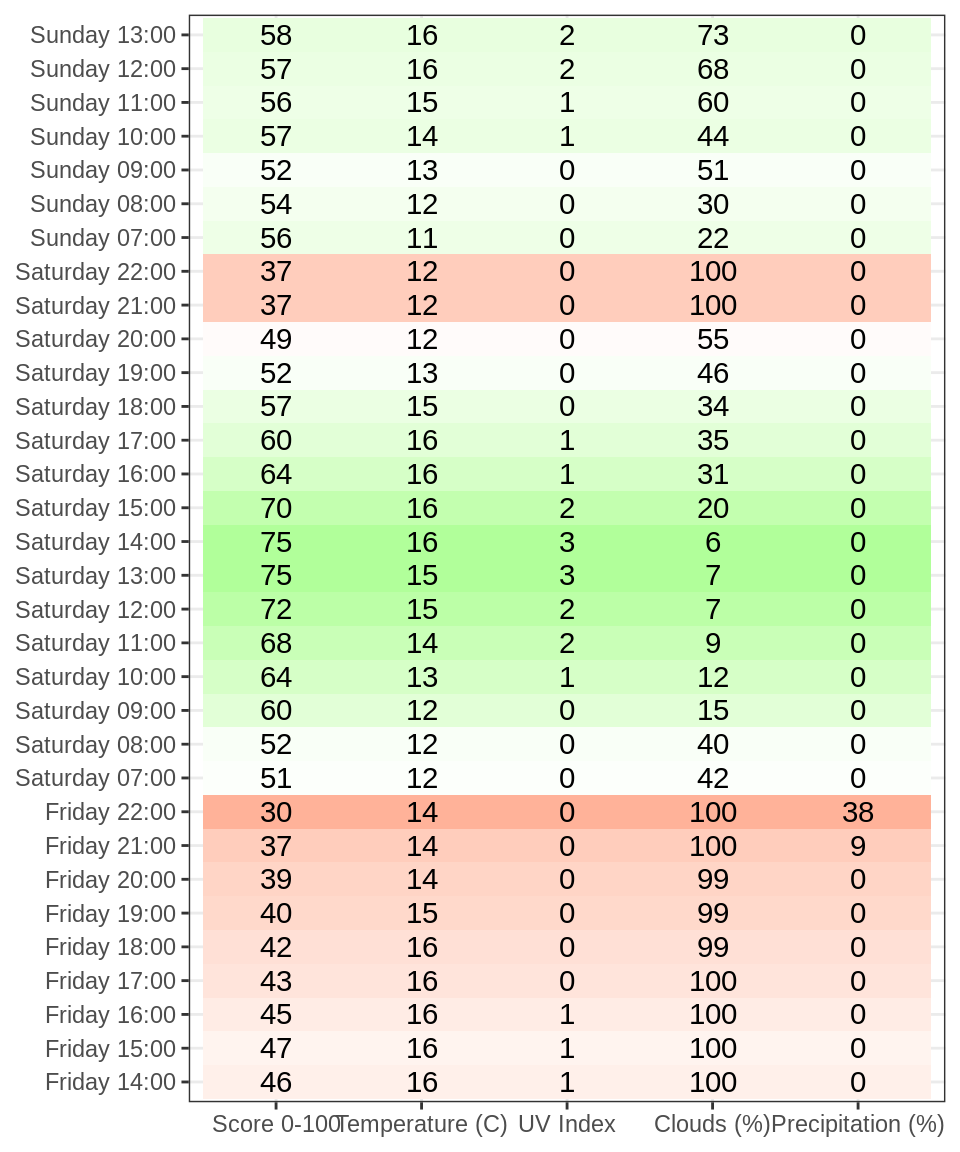 Sunday 13:00 58 16 2 73 0
Sunday 12:00 57 16 2 68 0
Sunday 11:00 56 15 1 60 0
Sunday 10:00 57 14 1 44 0
Sunday 09:00 52 13 0 51 0
Sunday 08:00 54 12 0 30 0
Sunday 07:00 56 11 0 22 0
Saturday 22:00 37 12 0 100 0
Saturday 21:00 37 12 0 100 0
Saturday 20:00 49 12 0 55 0
Saturday 19:00 52 13 0 46 0
Saturday 18:00 57 15 0 34 0
Saturday 17:00 60 16 1 35 0
Saturday 16:00 64 16 1 31 0
Saturday 15:00 70 16 2 20 0
Saturday 14:00 75 16 3 6 0
Saturday 13:00 75 15 3 7 0
Saturday 12:00 72 15 2 7 0
Saturday 11:00 68 14 2 9 0
Saturday 10:00 64 13 1 12 0
Saturday 09:00 60 12 0 15 0
Saturday 08:00 52 12 0 40 0
Saturday 07:00 51 12 0 42 0
Friday 22:00 30 14 0 100 38
Friday 21:00 37 14 0 100 9
Friday 20:00 39 14 0 99 0
Friday 19:00 40 15 0 99 0
Friday 18:00 42 16 0 99 0
Friday 17:00 43 16 0 100 0
Friday 16:00 45 16 1 100 0
Friday 15:00 47 16 1 100 0
Friday 14:00 46 16 1 100 0
Score 0-100 Temperature (C) UV Index Clouds (%) Precipitation (%)